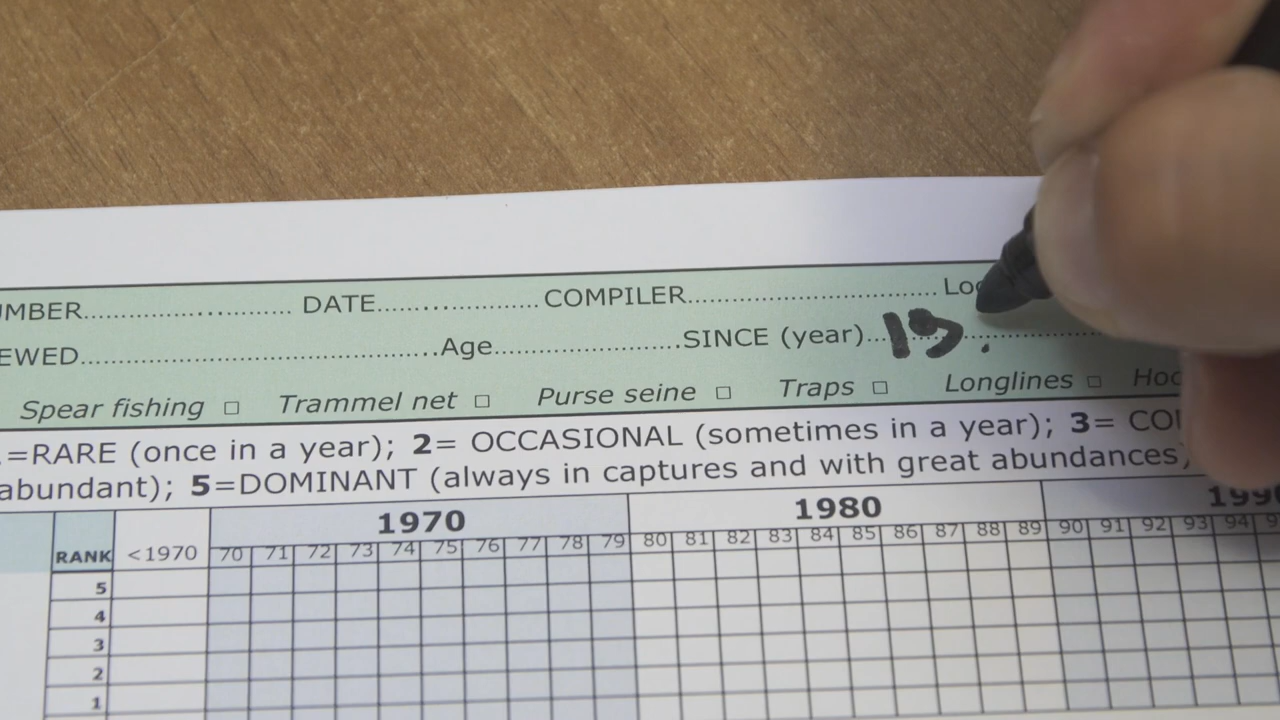 UMBER........................ DATE.......................COMPILER...................................
EWED....................................................Age...........................SINCE (year)...19
Spear fishing □ Trammel net □ Purse seine □ Traps □ Longlines □
=RARE (once in a year); 2= OCCASIONAL (sometimes in a year); 3=
abundant); 5=DOMINANT (always in captures and with great abundances)
1970 1980
RANK <1970 70 71 72 73 74 75 76 77 78 79 80 81 82 83 84 85 86 87 88 89 90 91 92 93 94
5
4
3
2
1